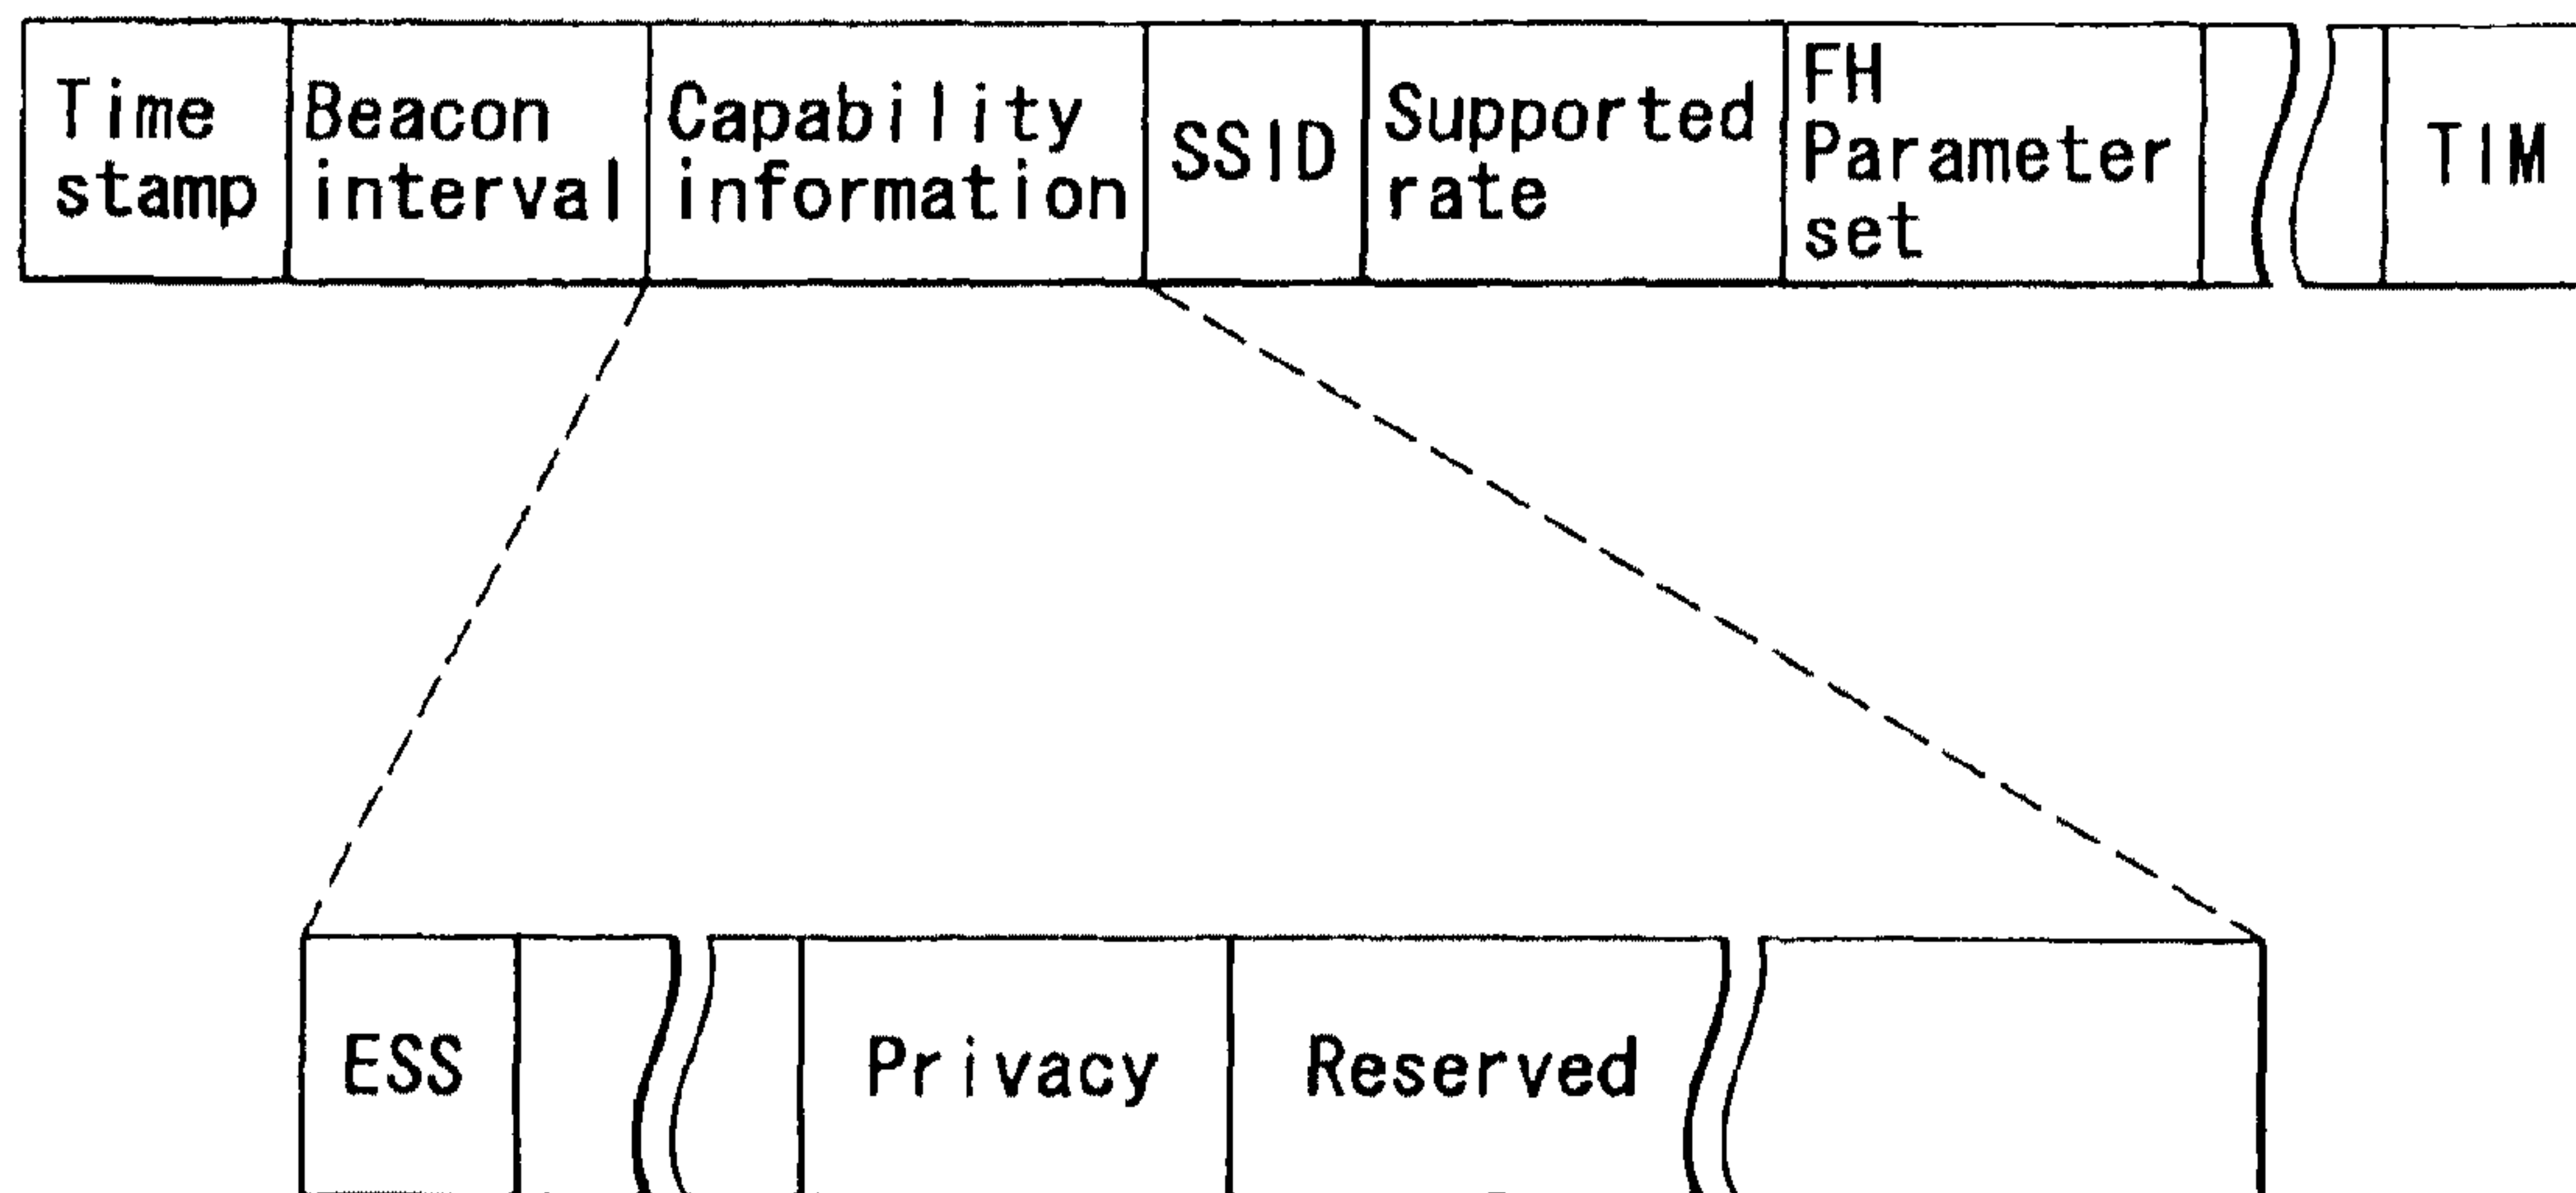 Time
stamp
Beacon
interval
Capability
information
SSID
Supported
rate
FH
Parameter
set
TIM
ESS
Privacy
Reserved